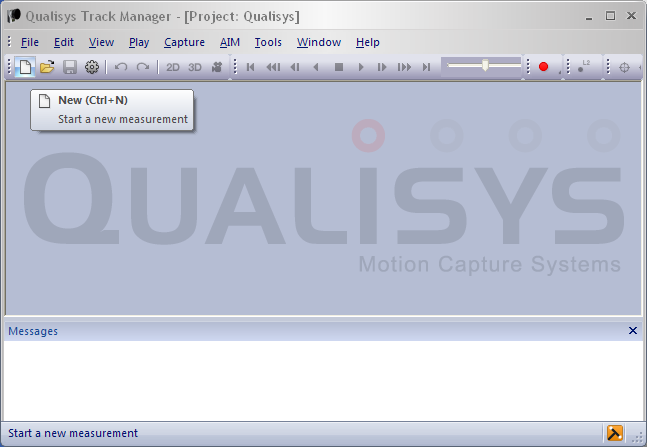 Qualisys Track Manager - [Project: Qualisys]
File Edit View Play Capture AIM Tools Window Help
2D 3D L2
New (Ctrl+N)
Start a new measurement
QUALISYS
Motion Capture Systems
Messages
Start a new measurement